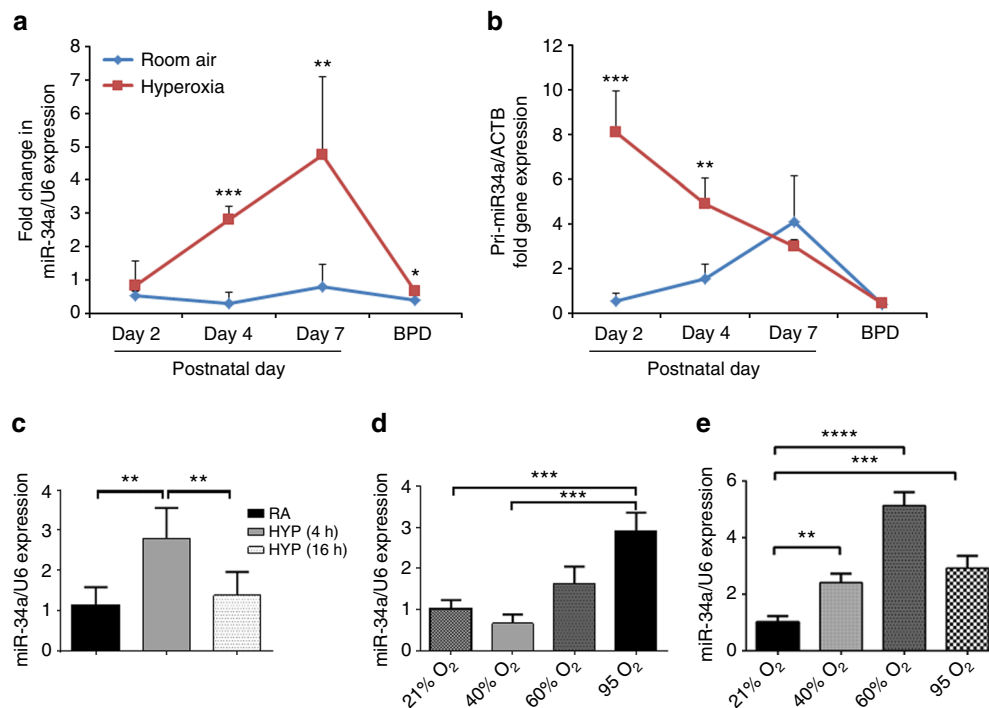 a
8
7
6
5
4
3
2
1
0
Fold change in
miR-34a/U6 expression
Room air
Hyperoxia
***
**
*
Day 2
Day 4
Day 7
BPD
Postnatal day
b
12
10
8
6
4
2
0
Pri-miR34a/ACTB
fold gene expression
***
**
Day 2
Day 4
Day 7
BPD
Postnatal day
c
miR-34a/U6 expression
4
3
2
1
0
**
**
RA
HYP (4 h)
HYP (16 h)
d
miR-34a/U6 expression
4
3
2
1
0
***
***
21% O2
40% O2
60% O2
95 O2
e
miR-34a/U6 expression
6
4
2
0
****
***
**
21% O2
40% O2
60% O2
95 O2